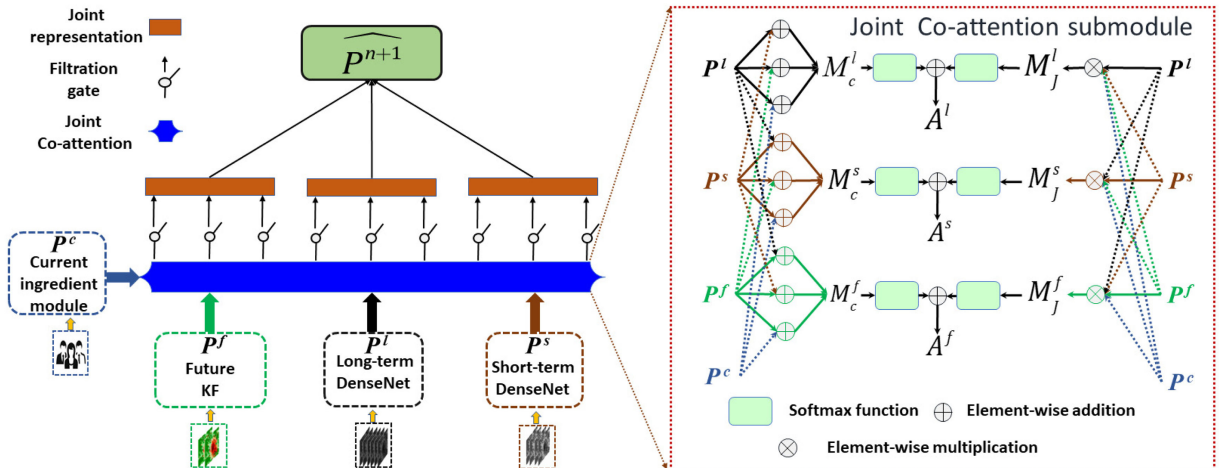 Joint
representation
Filtration
gate
Joint
Co-attention
\widehat{P^{n+1}}
P^c
Current
ingredient
module
P^f
Future
KF
P^l
Long-term
DenseNet
P^s
Short-term
DenseNet
Joint Co-attention submodule
P^l M_c^l M_J^l P^l
A^l
P^s M_c^s M_J^s P^s
A^s
P^f M_c^f M_J^f P^f
A^f
P^c P^c
Softmax function Element-wise addition
Element-wise multiplication